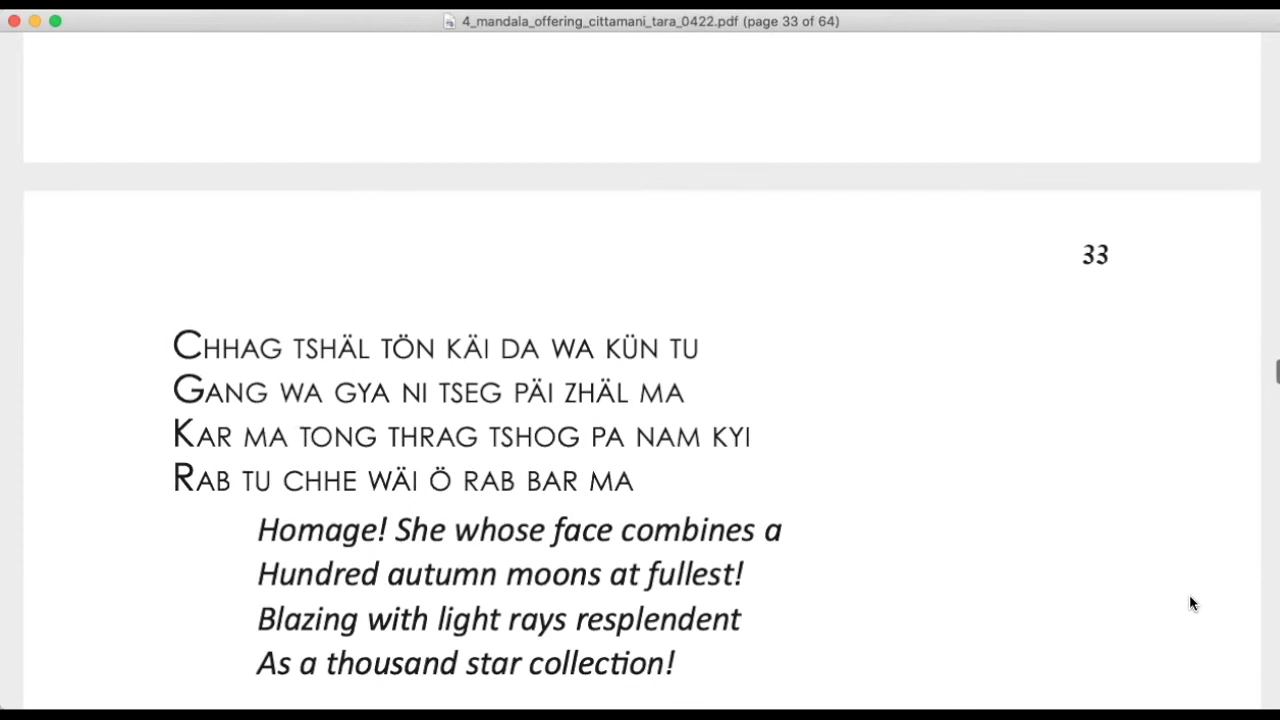 4_mandala_offering_cittamani_tara_0422.pdf (page 33 of 64)
33
CHHAG TSHÄL TÖN KÄI DA WA KÜN TU
GANG WA GYA NI TSEG PÄI ZHÄL MA
KAR MA TONG THRAG TSHOG PA NAM KYI
RAB TU CHHE WÄI Ö RAB BAR MA
Homage! She whose face combines a
Hundred autumn moons at fullest!
Blazing with light rays resplendent
As a thousand star collection!